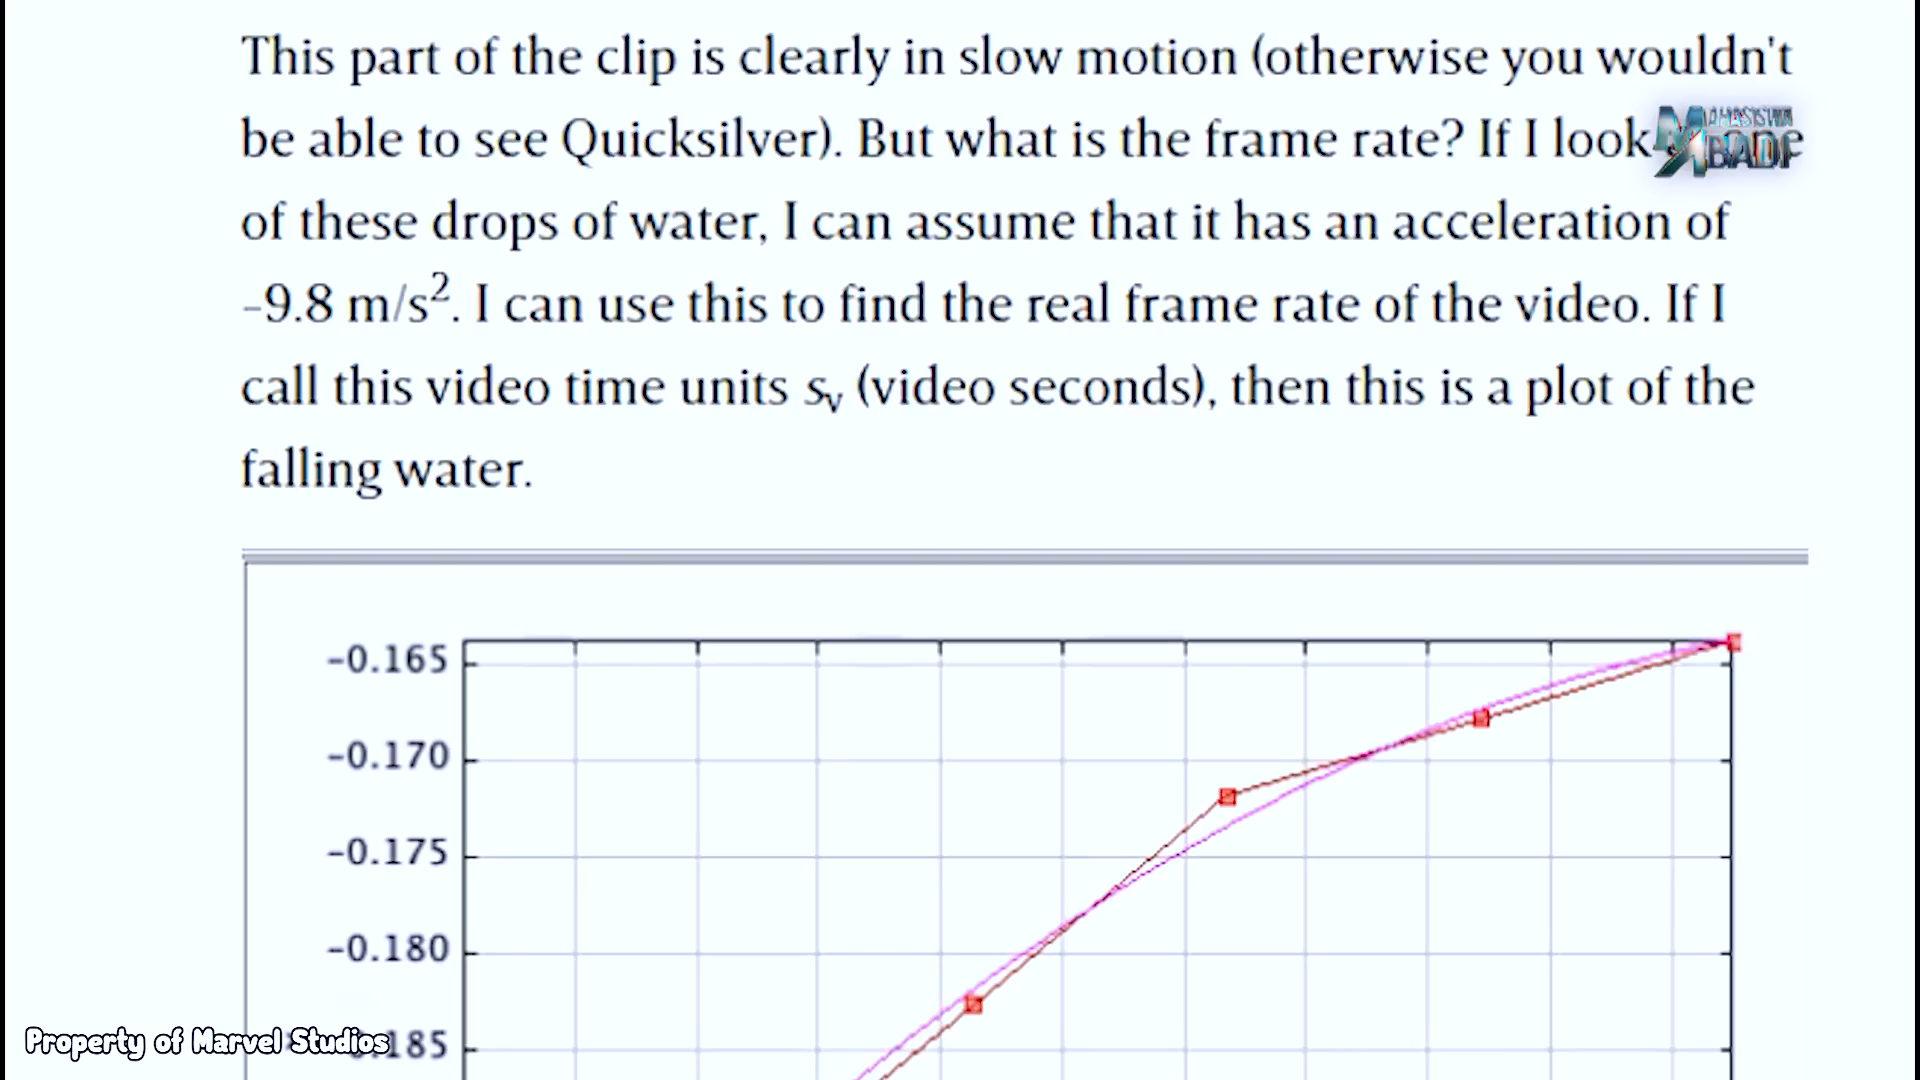 This part of the clip is clearly in slow motion (otherwise you wouldn't
be able to see Quicksilver). But what is the frame rate? If I look
MAHASISWA
ABADI
of these drops of water, I can assume that it has an acceleration of
-9.8 m/s². I can use this to find the real frame rate of the video. If I
call this video time units sᵥ (video seconds), then this is a plot of the
falling water.
-0.165
-0.170
-0.175
-0.180
185
Property of Marvel Studios